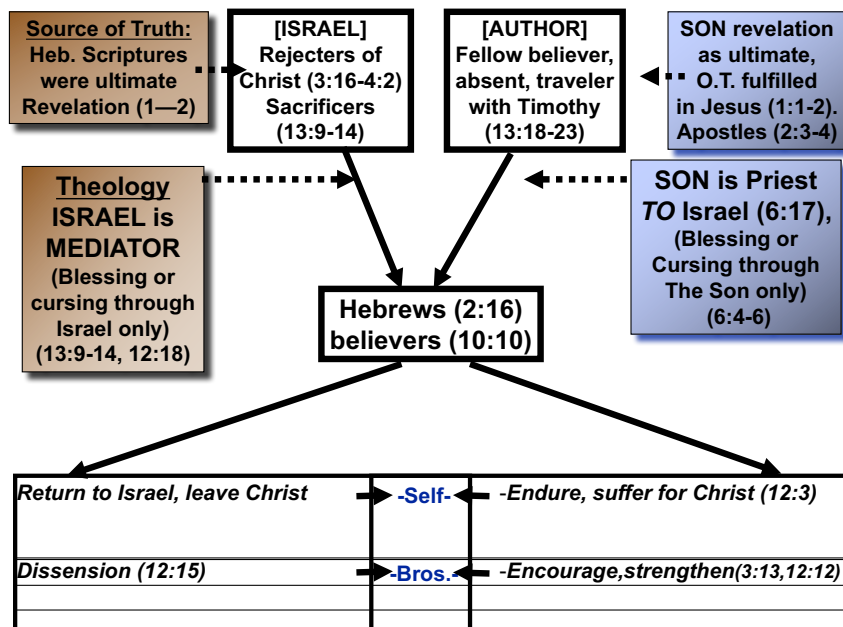 Source of Truth:
Heb. Scriptures
were ultimate
Revelation (1—2)
[ISRAEL]
Rejecters of
Christ (3:16-4:2)
Sacrificers
(13:9-14)
[AUTHOR]
Fellow believer,
absent, traveler
with Timothy
(13:18-23)
SON revelation
as ultimate,
O.T. fulfilled
in Jesus (1:1-2).
Apostles (2:3-4)
Theology
ISRAEL is
MEDIATOR
(Blessing or
cursing through
Israel only)
(13:9-14, 12:18)
SON is Priest
TO Israel (6:17),
(Blessing or
Cursing through
The Son only)
(6:4-6)
Hebrews (2:16)
believers (10:10)
Return to Israel, leave Christ
-Self-
-Endure, suffer for Christ (12:3)
Dissension (12:15)
-Bros.-
-Encourage,strengthen(3:13,12:12)